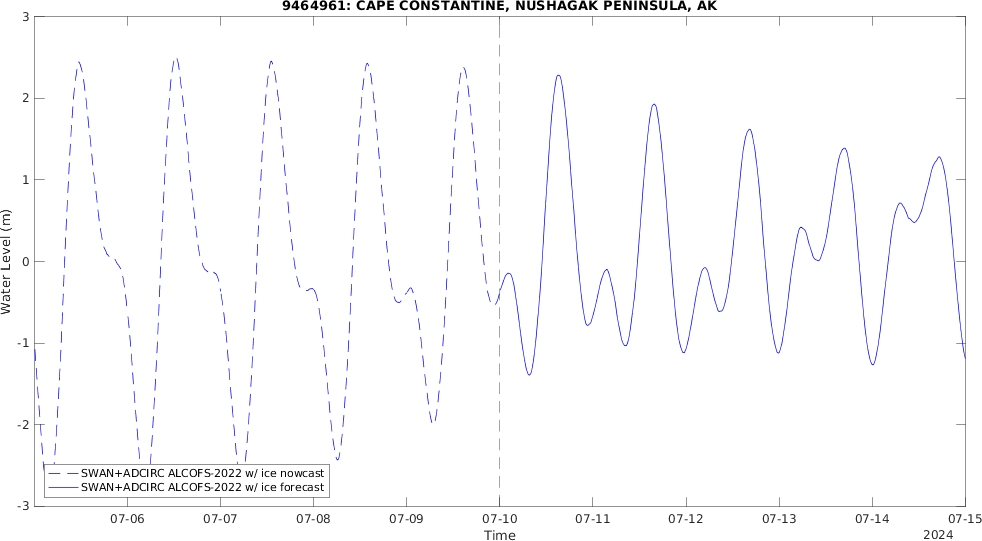 9464961: CAPE CONSTANTINE, NUSHAGAK PENINSULA, AK
3
2
1
0
-1
-2
-3
Water Level (m)
SWAN+ADCIRC ALCOFS-2022 w/ ice nowcast
SWAN+ADCIRC ALCOFS-2022 w/ ice forecast
07-06 07-07 07-08 07-09 07-10 07-11 07-12 07-13 07-14 07-15
Time
2024